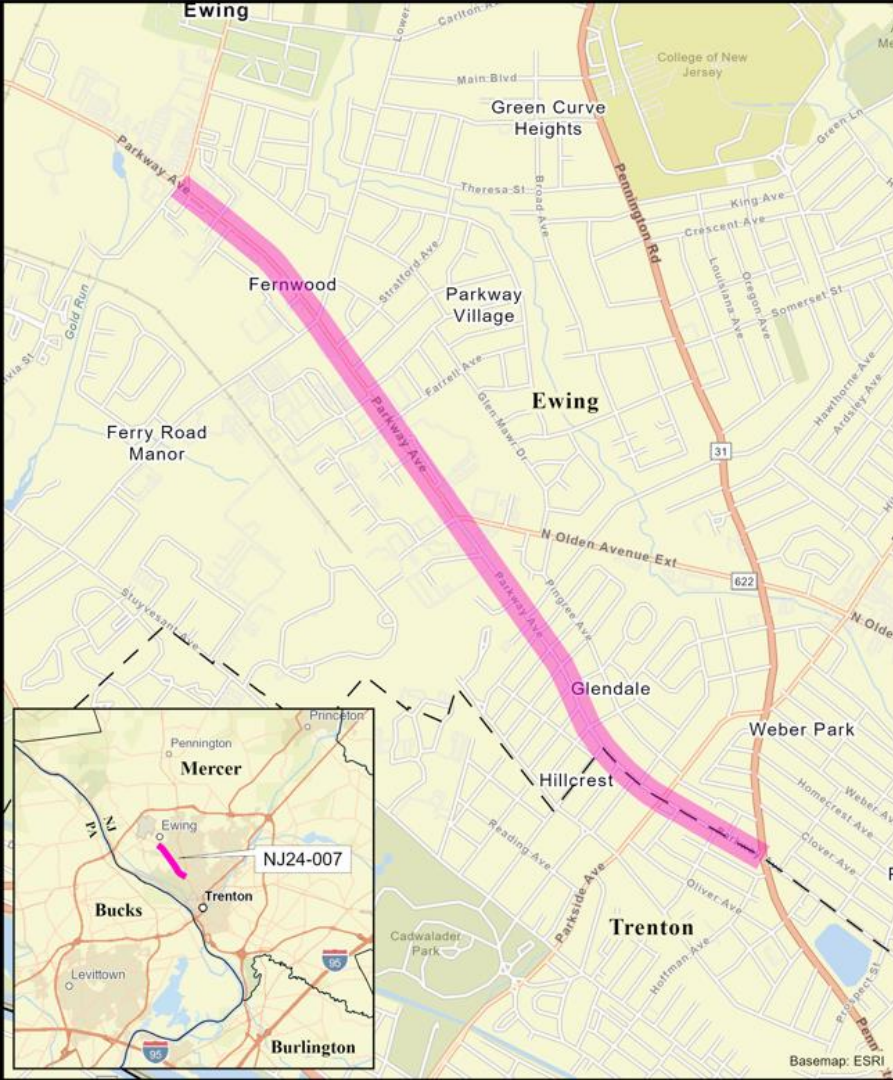 Ewing
Lower
Carlton Av
College of New
Jersey
Main Blvd
Green Curve
Heights
Green Ln
Parkway Ave
Theresa St
Broad Ave
Pennington Rd
King Ave
Crescent Ave
Stratford Ave
Fernwood
Gold Run
Parkway
Village
Louisiana Ave
Oregon Ave
Somerset St
Farrell Ave
Hawthorne Ave
Ardsley Ave
Ewing
Glen Mawr Dr
Parkway Ave
Ferry Road
Manor
31
N Olden Avenue Ext
622
N Olde
Parkway Ave
Pingree Ave
Stuyvesant Ave
Glendale
Weber Park
Hillcrest
Weber Av
Homecrest Ave
Clover Ave
Reading Ave
Parkside Ave
Oliver Ave
Trenton
Cadwalader
Park
Hoffman Ave
Prospect St
Penn
Princeton
Pennington
Mercer
NJ
PA
Ewing
NJ24-007
Trenton
Bucks
95
Levittown
95
Burlington
Basemap: ESRI